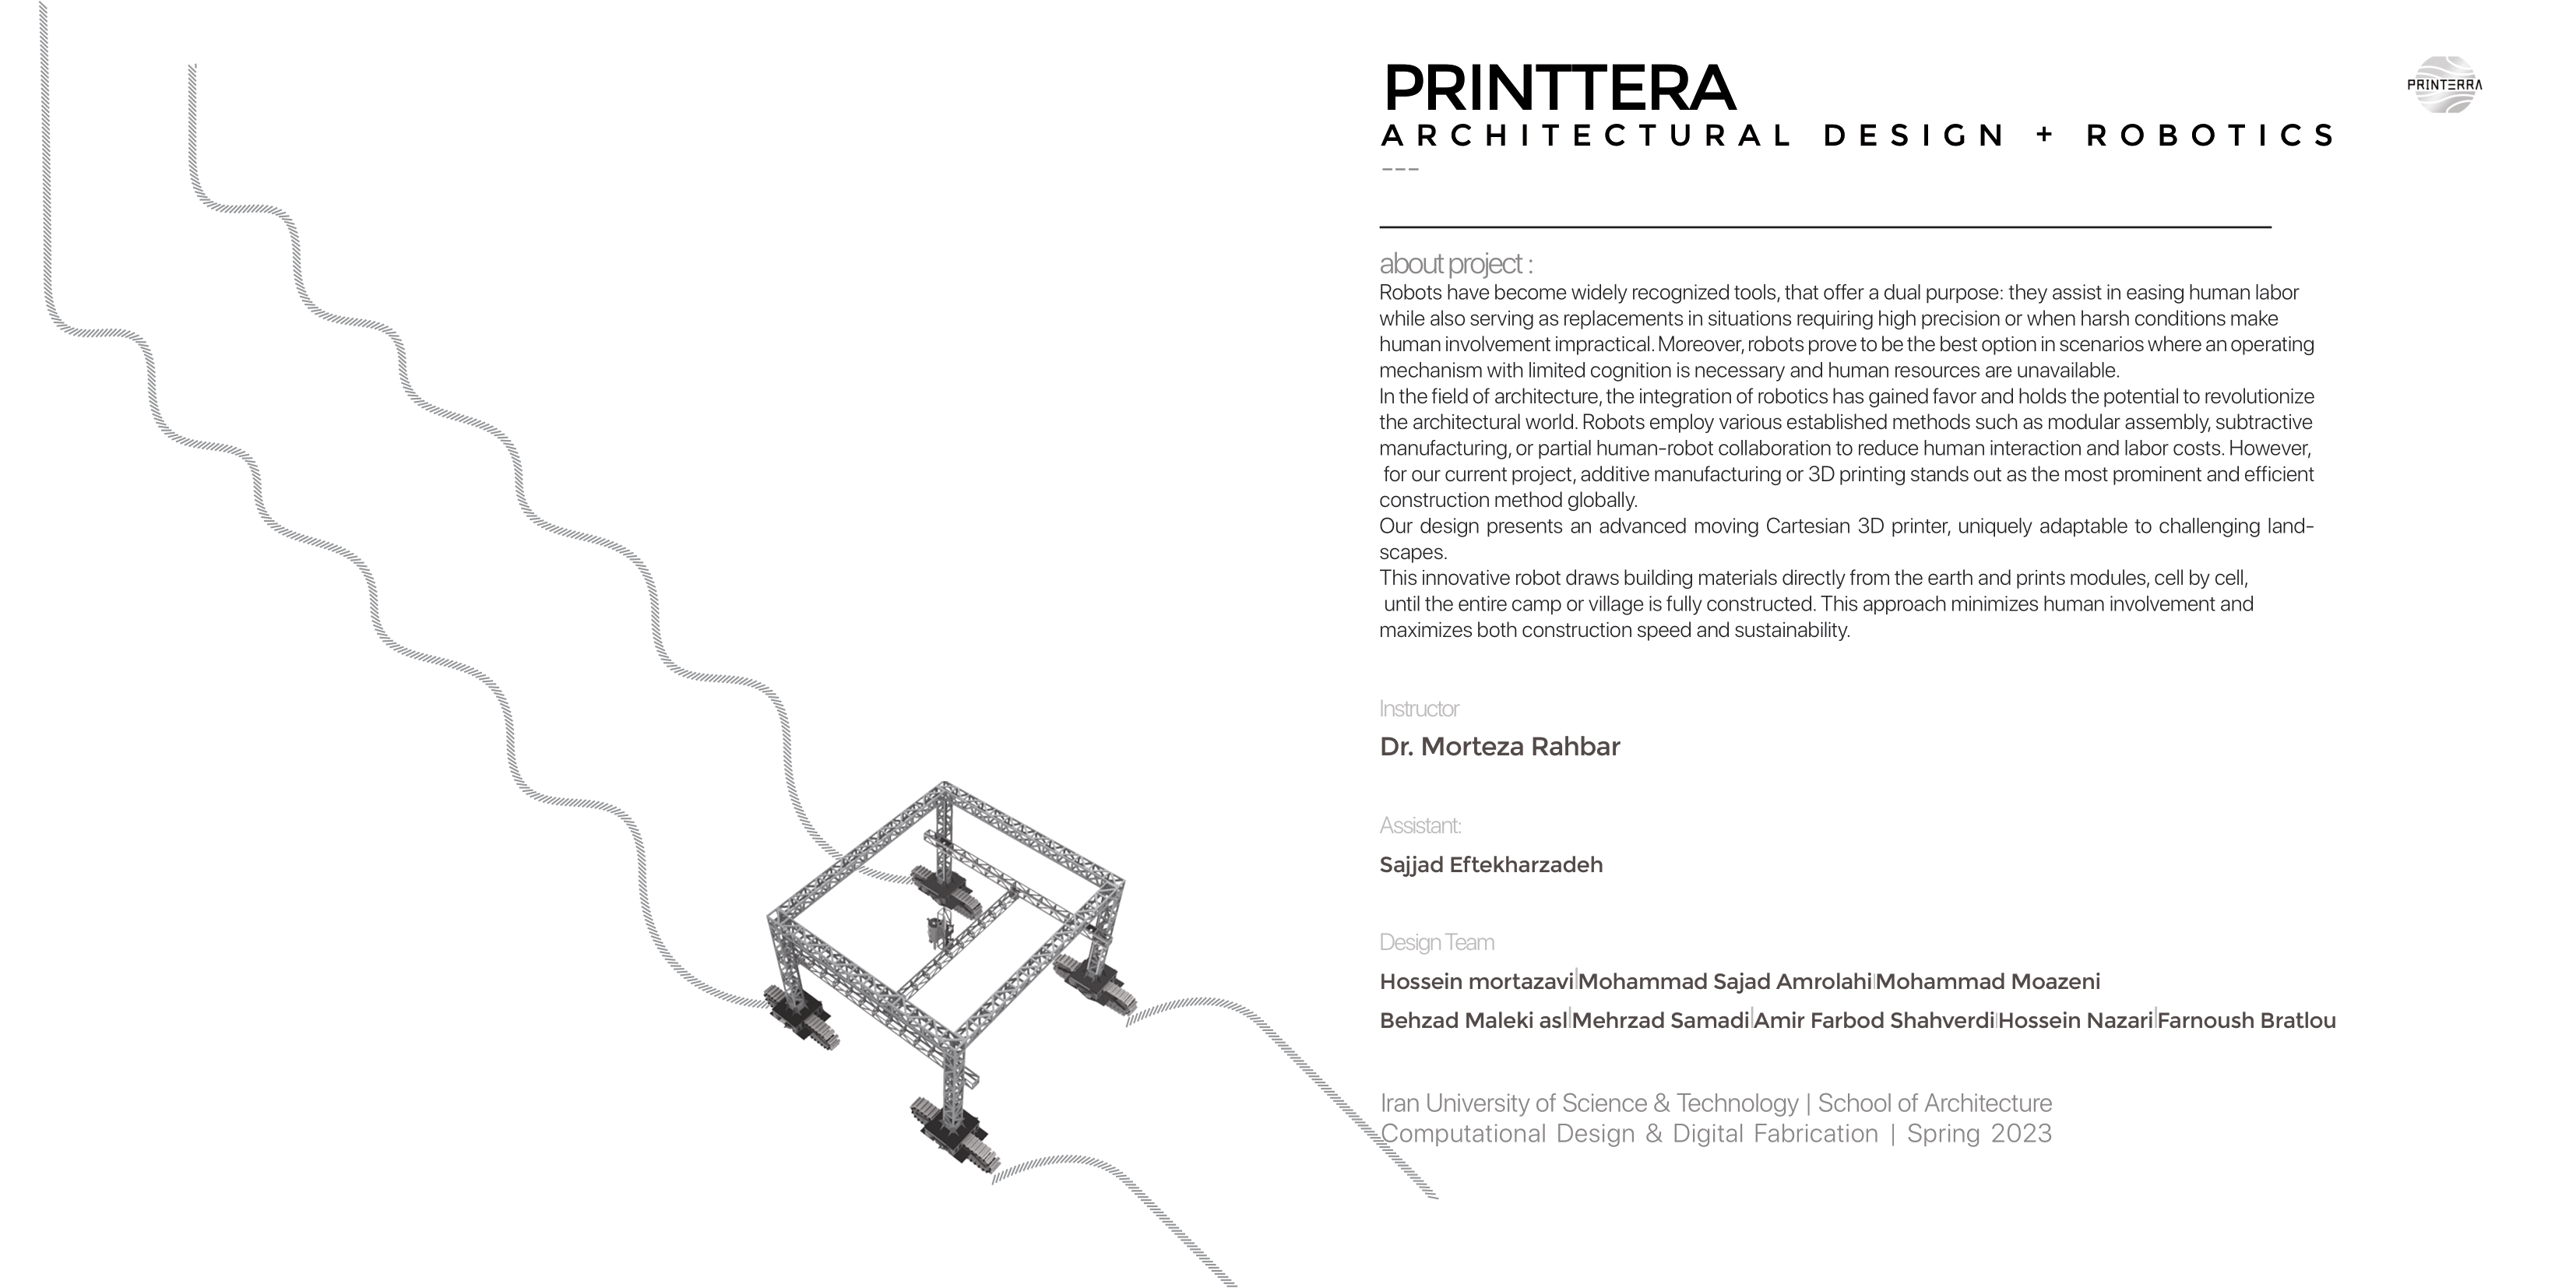 PRINTTERA
PRINTERRA
ARCHITECTURAL DESIGN + ROBOTICS
---
about project :
Robots have become widely recognized tools, that offer a dual purpose: they assist in easing human labor
while also serving as replacements in situations requiring high precision or when harsh conditions make
human involvement impractical. Moreover, robots prove to be the best option in scenarios where an operating
mechanism with limited cognition is necessary and human resources are unavailable.
In the field of architecture, the integration of robotics has gained favor and holds the potential to revolutionize
the architectural world. Robots employ various established methods such as modular assembly, subtractive
manufacturing, or partial human-robot collaboration to reduce human interaction and labor costs. However,
for our current project, additive manufacturing or 3D printing stands out as the most prominent and efficient
construction method globally.
Our design presents an advanced moving Cartesian 3D printer, uniquely adaptable to challenging land-
scapes.
This innovative robot draws building materials directly from the earth and prints modules, cell by cell,
until the entire camp or village is fully constructed. This approach minimizes human involvement and
maximizes both construction speed and sustainability.
Instructor
Dr. Morteza Rahbar
Assistant:
Sajjad Eftekharzadeh
Design Team
Hossein mortazavi|Mohammad Sajad Amrolahi|Mohammad Moazeni
Behzad Maleki asl|Mehrzad Samadi|Amir Farbod Shahverdi|Hossein Nazari|Farnoush Bratlou
Iran University of Science & Technology | School of Architecture
Computational Design & Digital Fabrication | Spring 2023